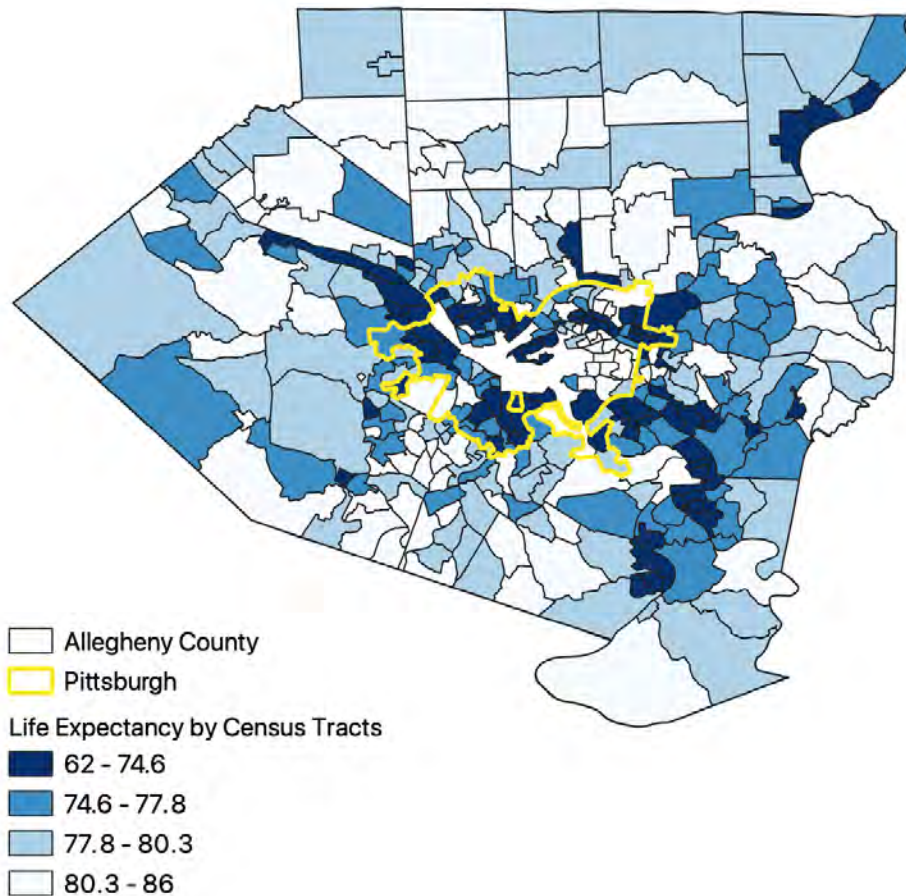 Allegheny County
Pittsburgh
Life Expectancy by Census Tracts
62 - 74.6
74.6 - 77.8
77.8 - 80.3
80.3 - 86